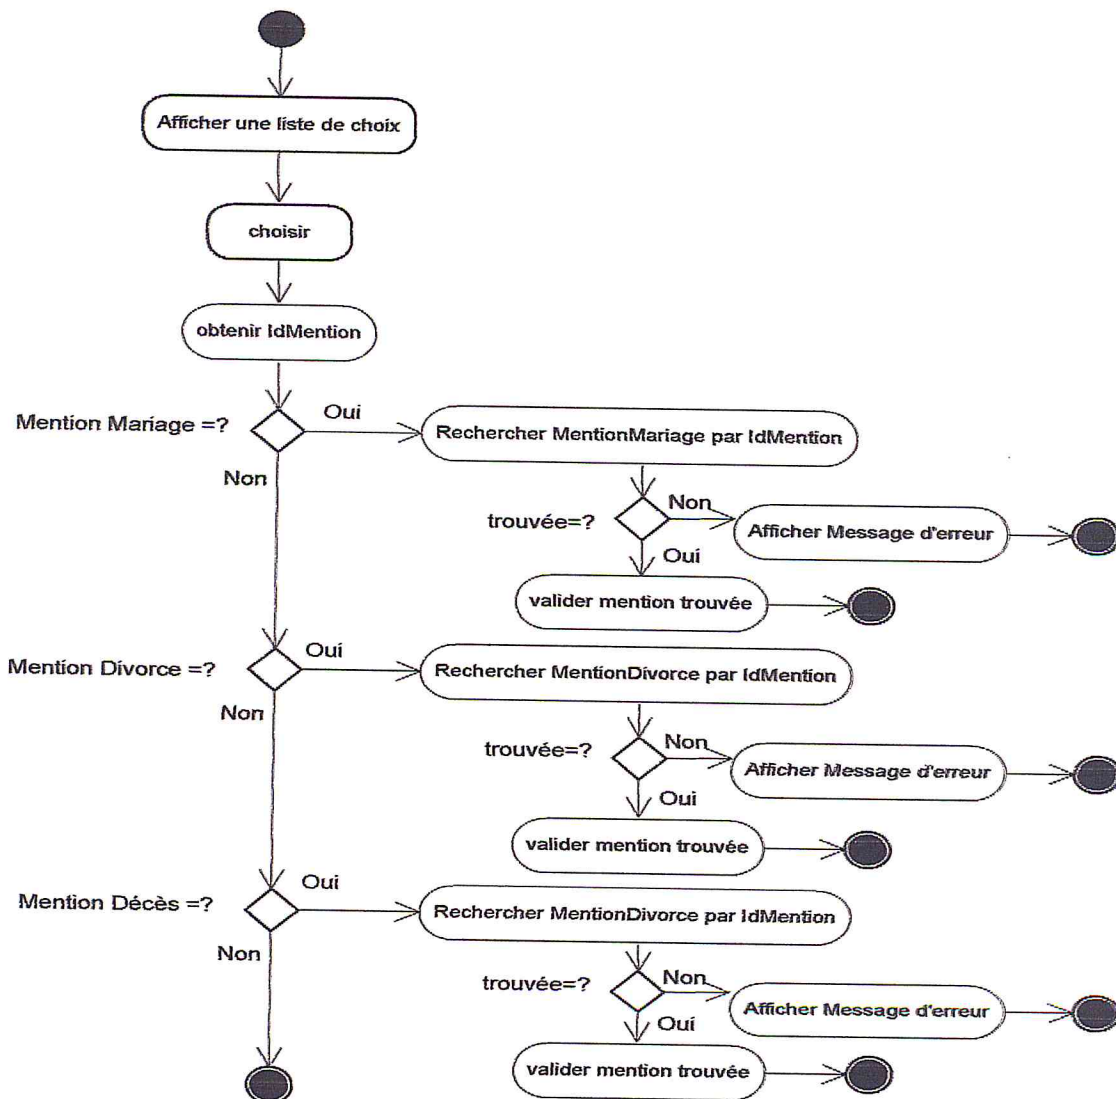 Afficher une liste de choix
choisir
obtenir IdMention
Mention Mariage =?
Oui
Rechercher MentionMariage par IdMention
Non
trouvée=?
Non
Afficher Message d'erreur
Oui
valider mention trouvée
Mention Divorce =?
Oui
Rechercher MentionDivorce par IdMention
Non
trouvée=?
Non
Afficher Message d'erreur
Oui
valider mention trouvée
Mention Décès =?
Oui
Rechercher MentionDivorce par IdMention
Non
trouvée=?
Non
Afficher Message d'erreur
Oui
valider mention trouvée